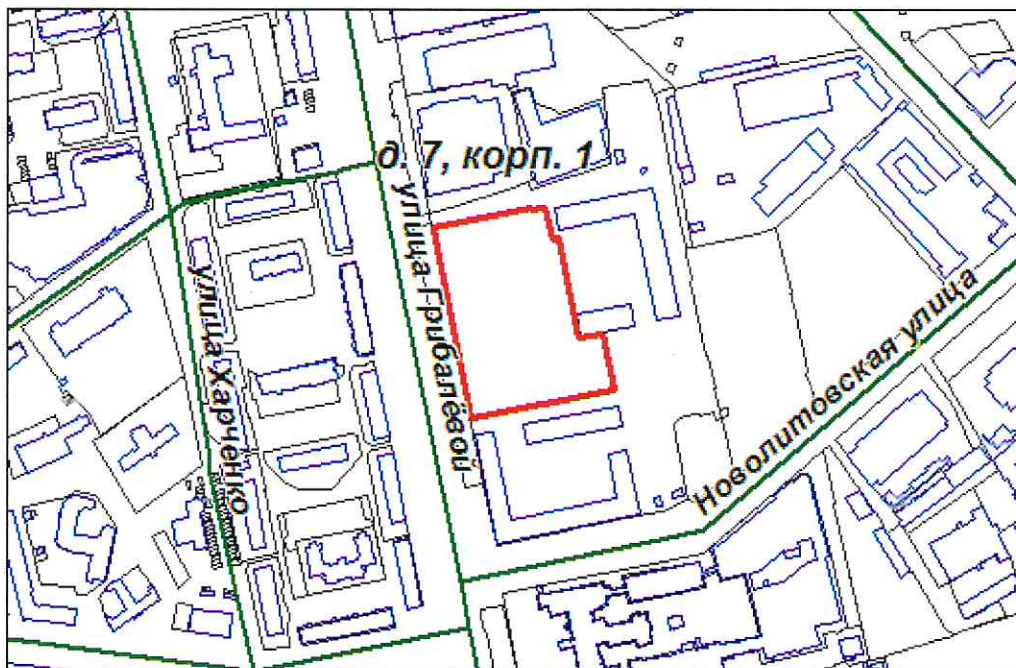 д. 7, корп. 1
улица Грибалёвой
улица Харченко
Новолитовская улица